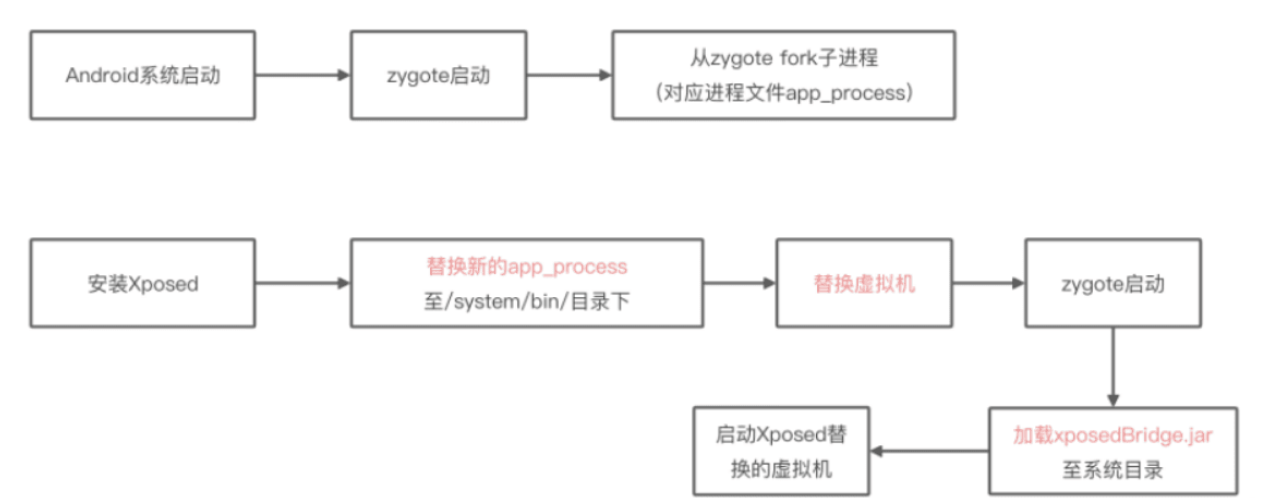 Android系统启动
zygote启动
从zygote fork子进程
（对应进程文件app_process）
安装Xposed
替换新的app_process
至/system/bin/目录下
替换虚拟机
zygote启动
加载xposedBridge.jar
至系统目录
启动Xposed替
换的虚拟机